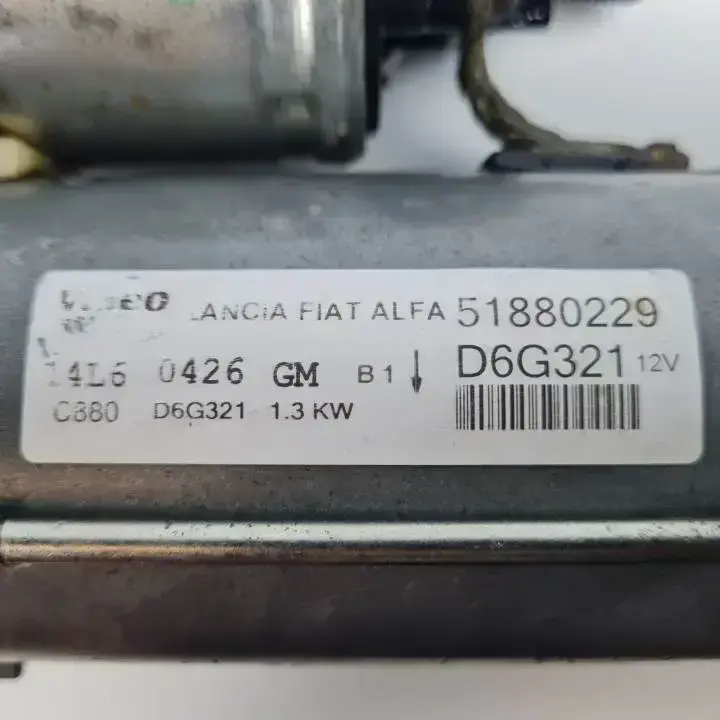 LANCIA FIAT ALFA 51880229
14L6 0426 GM B1 D6G321 12V
C880 D6G321 1.3 KW